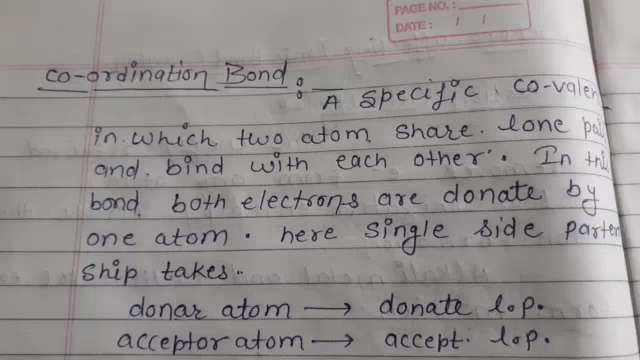 PAGE NO.:
DATE: / /
Co-ordination Bond:
A specific co-valen
in which two atom share. lone pai
and. bind with each other. In thi
bond, both electrons are donate by
one atom. here single side parter
ship takes..
donar atom → donate l.p.
acceptor atom → accept. l.p.